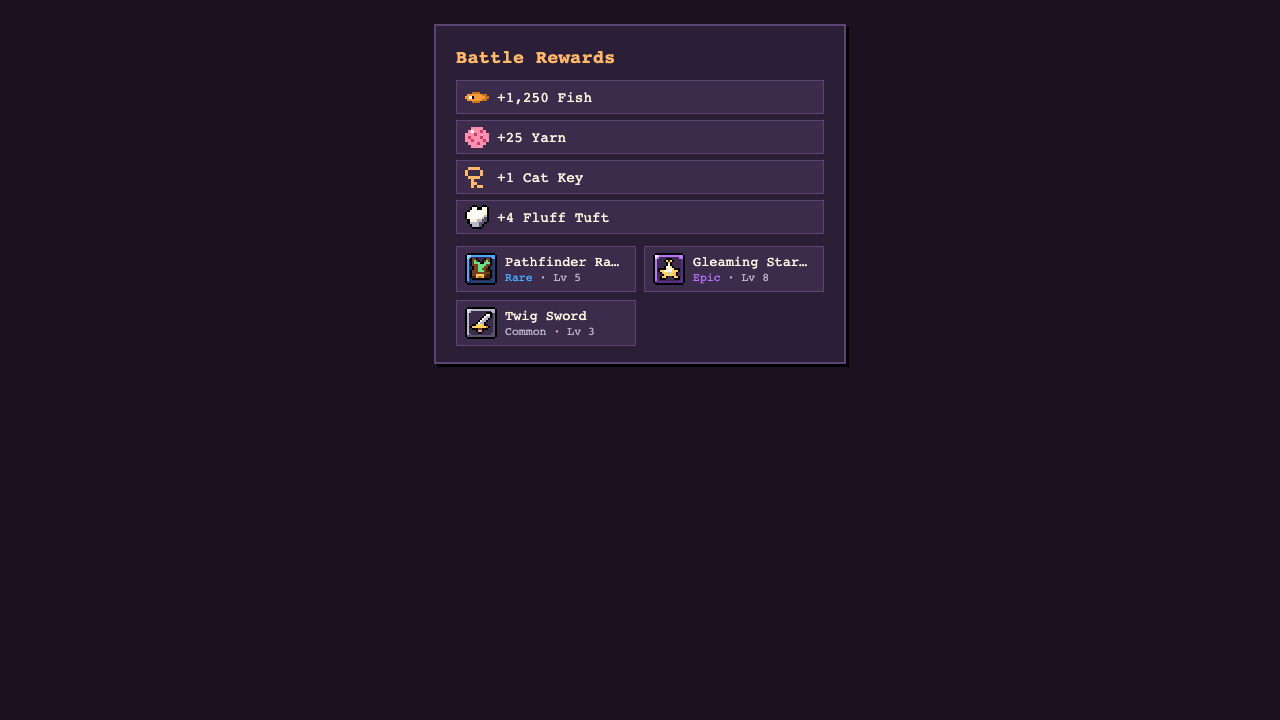 Battle Rewards
+1,250 Fish
+25 Yarn
+1 Cat Key
+4 Fluff Tuft
Pathfinder Ra…
Rare · Lv 5
Gleaming Star…
Epic · Lv 8
Twig Sword
Common · Lv 3